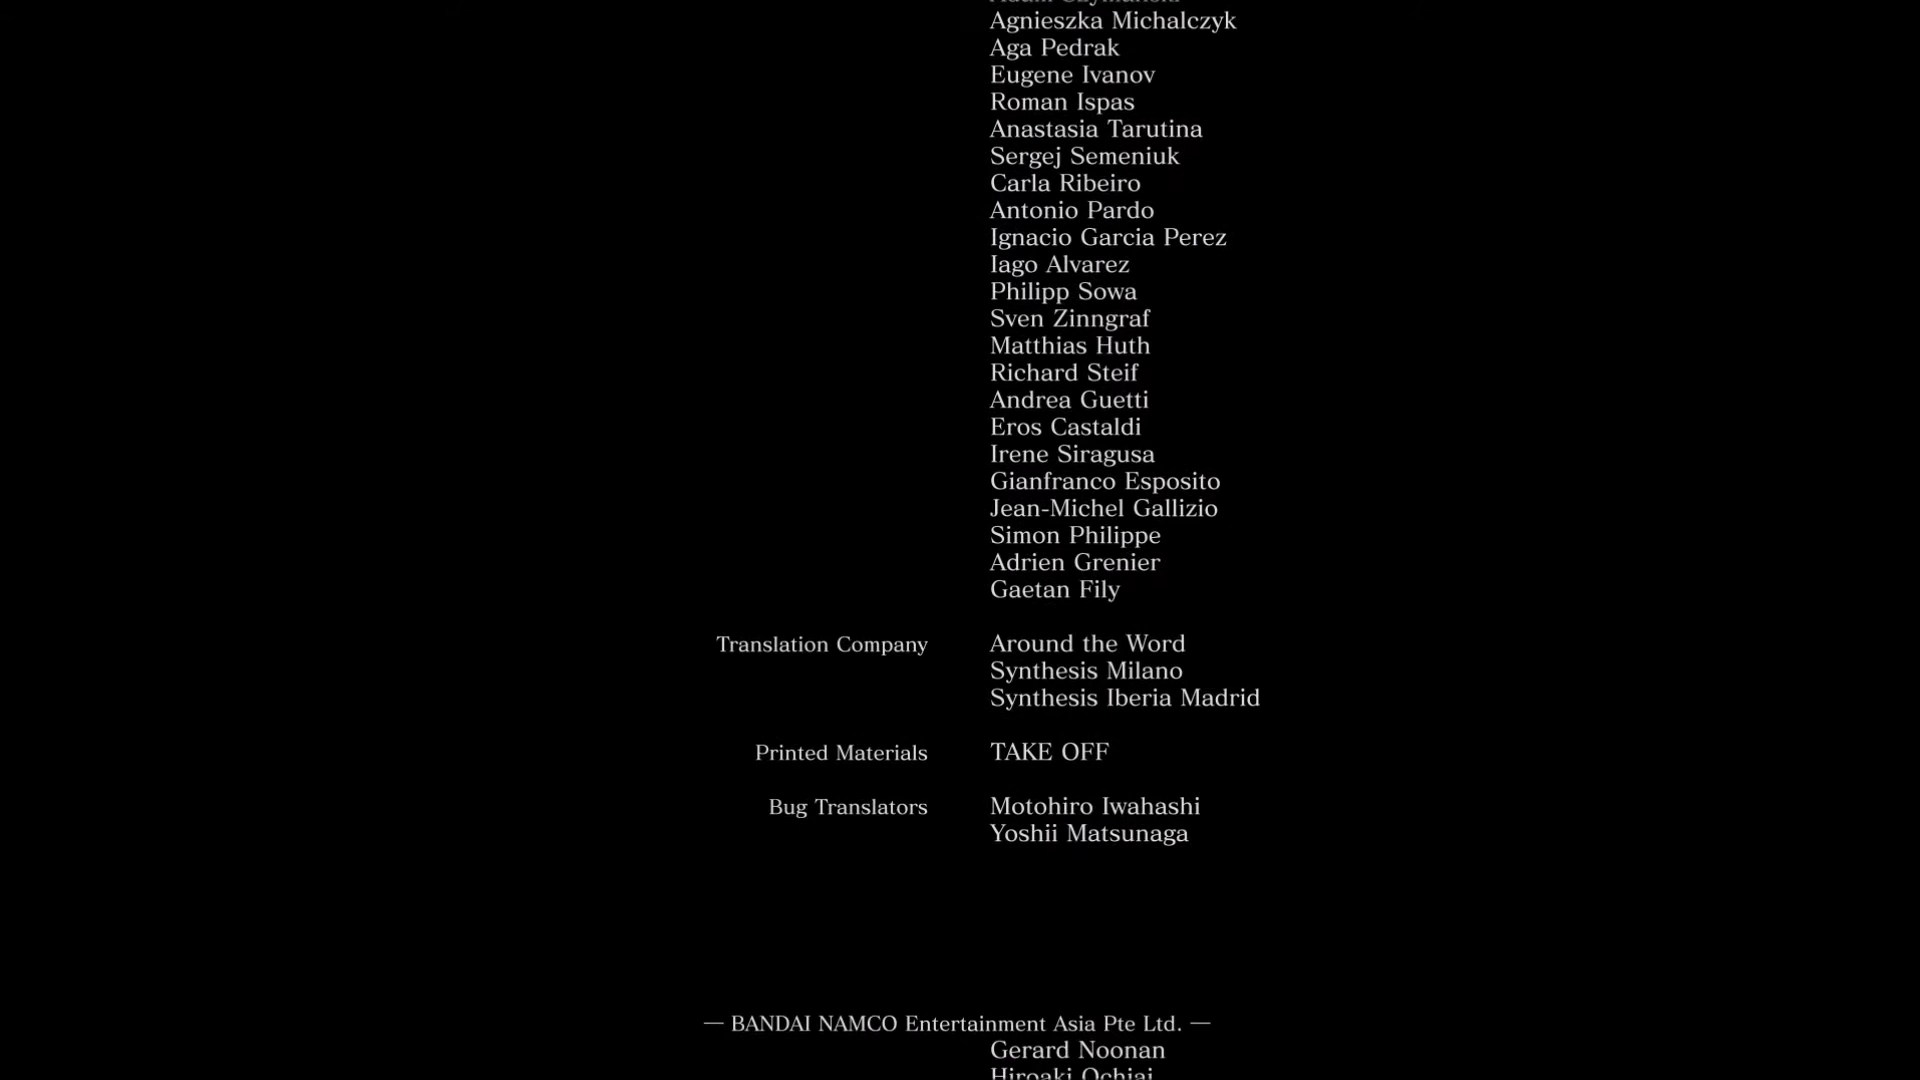 Agnieszka Michalczyk
Aga Pedrak
Eugene Ivanov
Roman Ispas
Anastasia Tarutina
Sergej Semeniuk
Carla Ribeiro
Antonio Pardo
Ignacio Garcia Perez
Iago Alvarez
Philipp Sowa
Sven Zinngraf
Matthias Huth
Richard Steif
Andrea Guetti
Eros Castaldi
Irene Siragusa
Gianfranco Esposito
Jean-Michel Gallizio
Simon Philippe
Adrien Grenier
Gaetan Fily
Translation Company Around the Word
Synthesis Milano
Synthesis Iberia Madrid
Printed Materials TAKE OFF
Bug Translators Motohiro Iwahashi
Yoshii Matsunaga
— BANDAI NAMCO Entertainment Asia Pte Ltd. —
Gerard Noonan
Hiroaki Ochiai